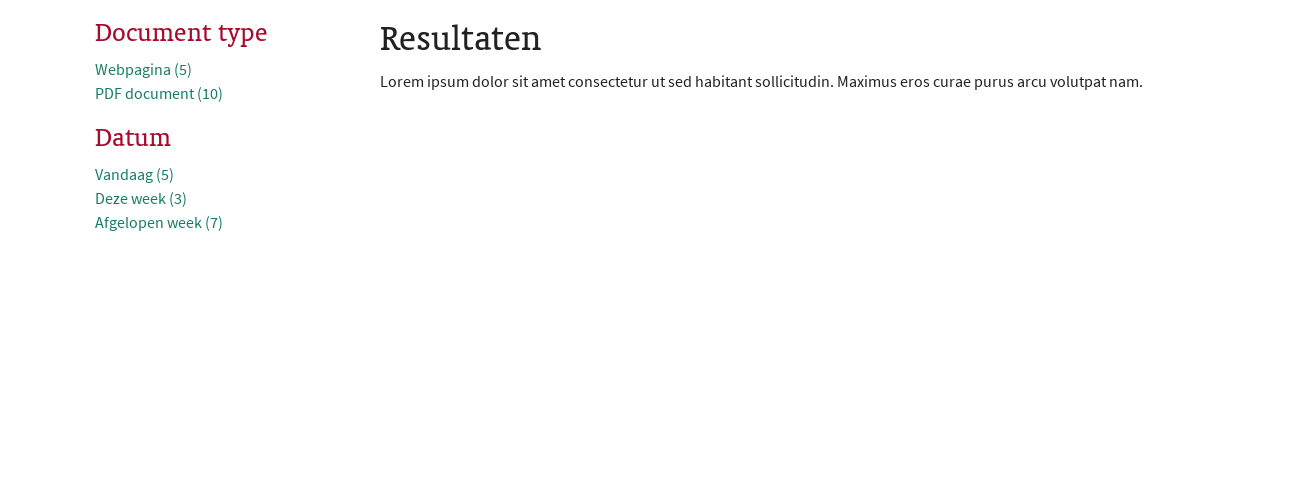 Document type
Webpagina (5)
PDF document (10)
Datum
Vandaag (5)
Deze week (3)
Afgelopen week (7)
Resultaten
Lorem ipsum dolor sit amet consectetur ut sed habitant sollicitudin. Maximus eros curae purus arcu volutpat nam.